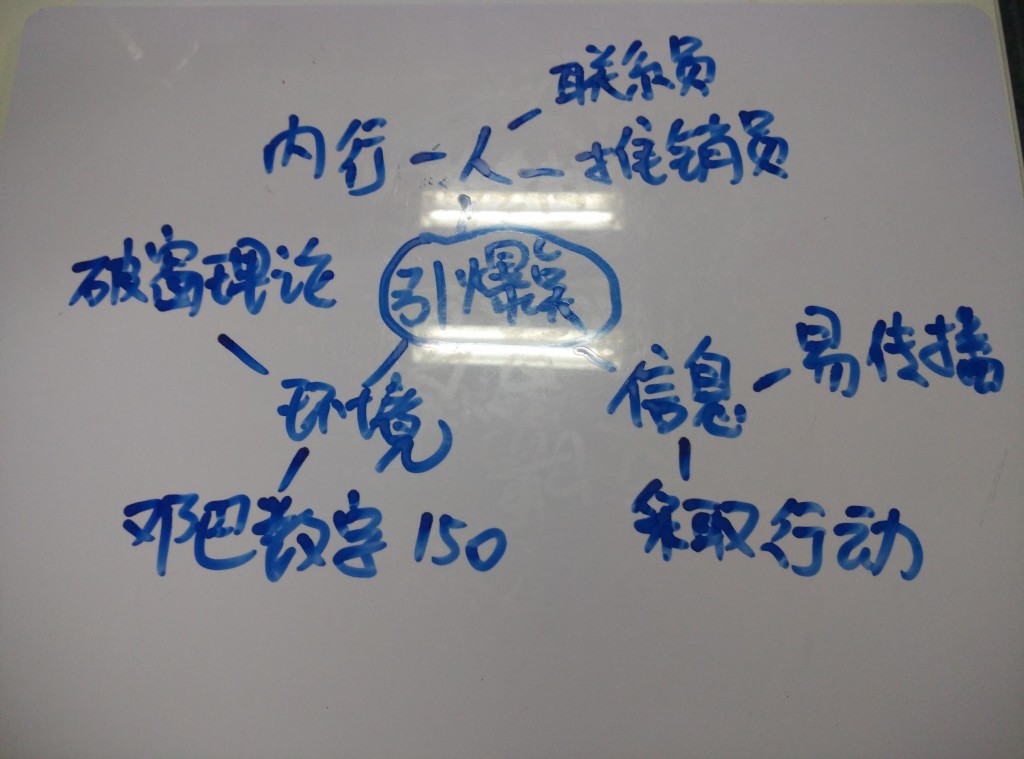 联系员
内行 - 人 - 推销员
引爆点
破窗理论
环境
信息 - 易传播
邓巴数字 150
采取行动